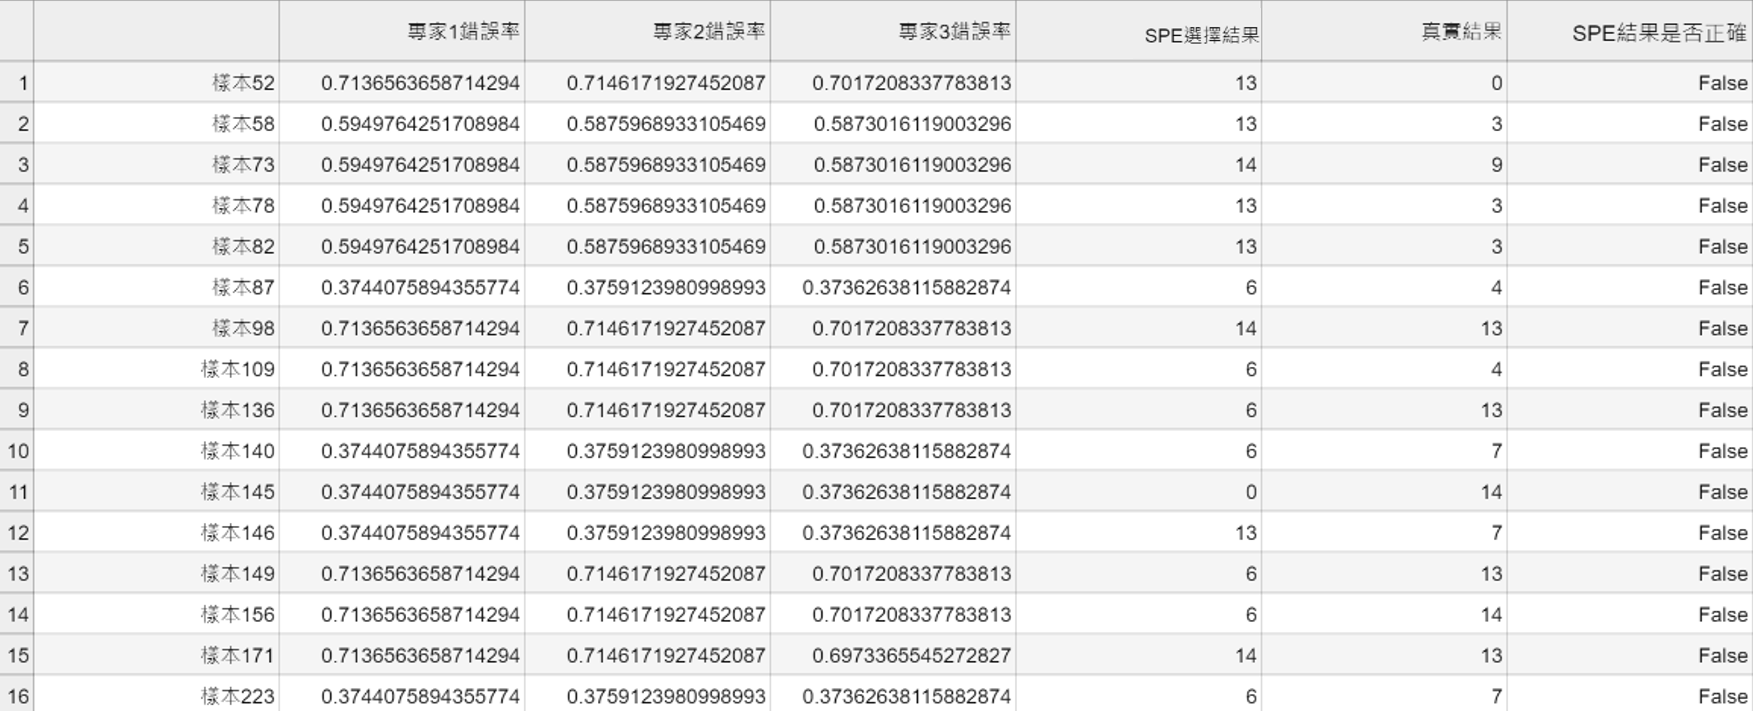 專家1錯誤率 專家2錯誤率 專家3錯誤率 SPE選擇結果 真實結果 SPE結果是否正確
1 樣本52 0.7136563658714294 0.7146171927452087 0.7017208337783813 13 0 False
2 樣本58 0.5949764251708984 0.5875968933105469 0.5873016119003296 13 3 False
3 樣本73 0.5949764251708984 0.5875968933105469 0.5873016119003296 14 9 False
4 樣本78 0.5949764251708984 0.5875968933105469 0.5873016119003296 13 3 False
5 樣本82 0.5949764251708984 0.5875968933105469 0.5873016119003296 13 3 False
6 樣本87 0.3744075894355774 0.3759123980998993 0.37362638115882874 6 4 False
7 樣本98 0.7136563658714294 0.7146171927452087 0.7017208337783813 14 13 False
8 樣本109 0.7136563658714294 0.7146171927452087 0.7017208337783813 6 4 False
9 樣本136 0.7136563658714294 0.7146171927452087 0.7017208337783813 6 13 False
10 樣本140 0.3744075894355774 0.3759123980998993 0.37362638115882874 6 7 False
11 樣本145 0.3744075894355774 0.3759123980998993 0.37362638115882874 0 14 False
12 樣本146 0.3744075894355774 0.3759123980998993 0.37362638115882874 13 7 False
13 樣本149 0.7136563658714294 0.7146171927452087 0.7017208337783813 6 13 False
14 樣本156 0.7136563658714294 0.7146171927452087 0.7017208337783813 6 14 False
15 樣本171 0.7136563658714294 0.7146171927452087 0.6973365545272827 14 13 False
16 樣本223 0.3744075894355774 0.3759123980998993 0.37362638115882874 6 7 False